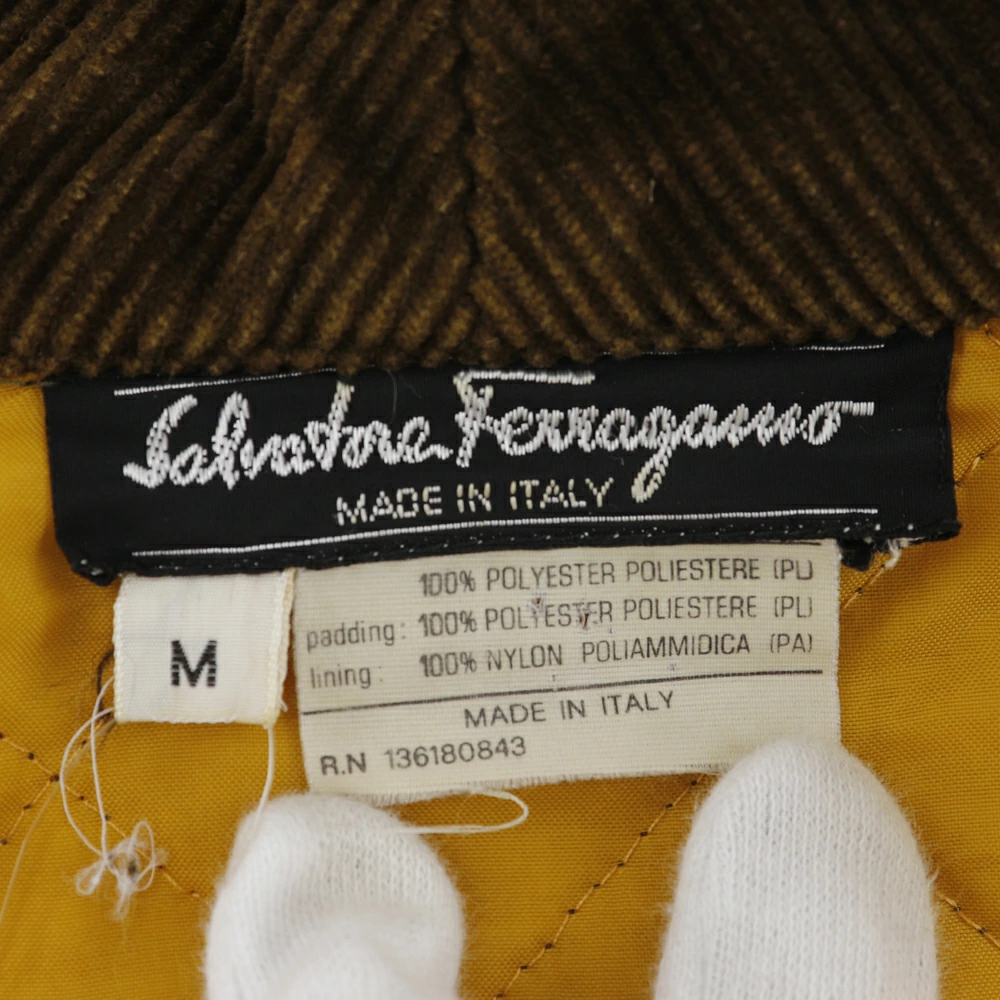 Salvatore Ferragamo
MADE IN ITALY
M
100% POLYESTER POLIESTERE (PL)
padding: 100% POLYESTER POLIESTERE (PL)
lining: 100% NYLON POLIAMMIDICA (PA)
MADE IN ITALY
R.N 136180843